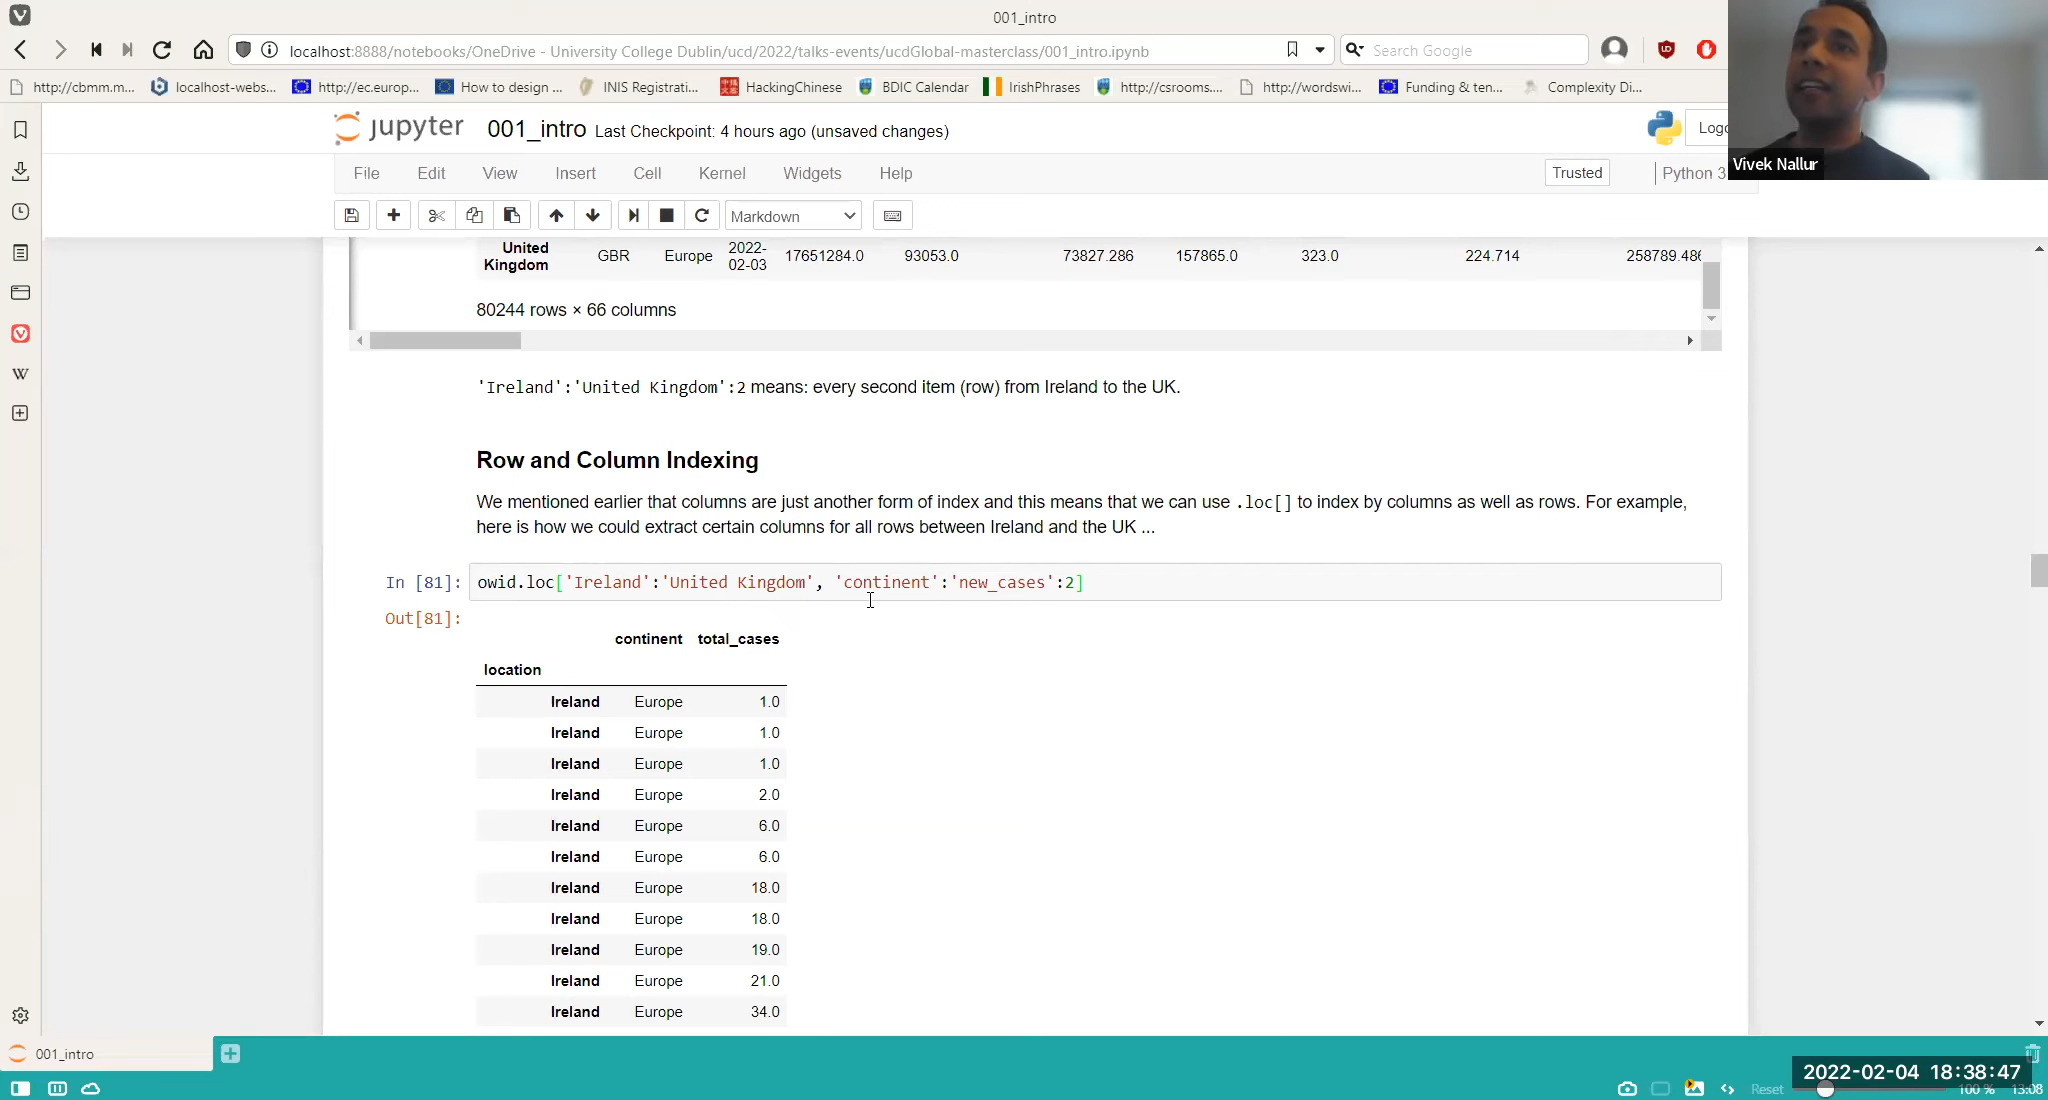 001_intro
localhost:8888/notebooks/OneDrive - University College Dublin/ucd/2022/talks-events/ucdGlobal-masterclass/001_intro.ipynb
Search Google
http://cbmm.m... localhost-webs... http://ec.europ... How to design ... INIS Registrati... HackingChinese BDIC Calendar IrishPhrases http://csrooms.... http://wordswi... Funding & ten... Complexity Di...
jupyter 001_intro Last Checkpoint: 4 hours ago (unsaved changes)
Logo
Vivek Nallur
File Edit View Insert Cell Kernel Widgets Help Trusted Python 3
Markdown
United Kingdom GBR Europe 2022-02-03 17651284.0 93053.0 73827.286 157865.0 323.0 224.714 258789.486
80244 rows × 66 columns
'Ireland':'United Kingdom':2 means: every second item (row) from Ireland to the UK.
Row and Column Indexing
We mentioned earlier that columns are just another form of index and this means that we can use .loc[] to index by columns as well as rows. For example,
here is how we could extract certain columns for all rows between Ireland and the UK ...
In [81]: owid.loc['Ireland':'United Kingdom', 'continent':'new_cases':2]
Out[81]:
continent total_cases
location
Ireland Europe 1.0
Ireland Europe 1.0
Ireland Europe 1.0
Ireland Europe 2.0
Ireland Europe 6.0
Ireland Europe 6.0
Ireland Europe 18.0
Ireland Europe 18.0
Ireland Europe 19.0
Ireland Europe 21.0
Ireland Europe 34.0
001_intro
2022-02-04 18:38:47
Reset 100 % 13:08